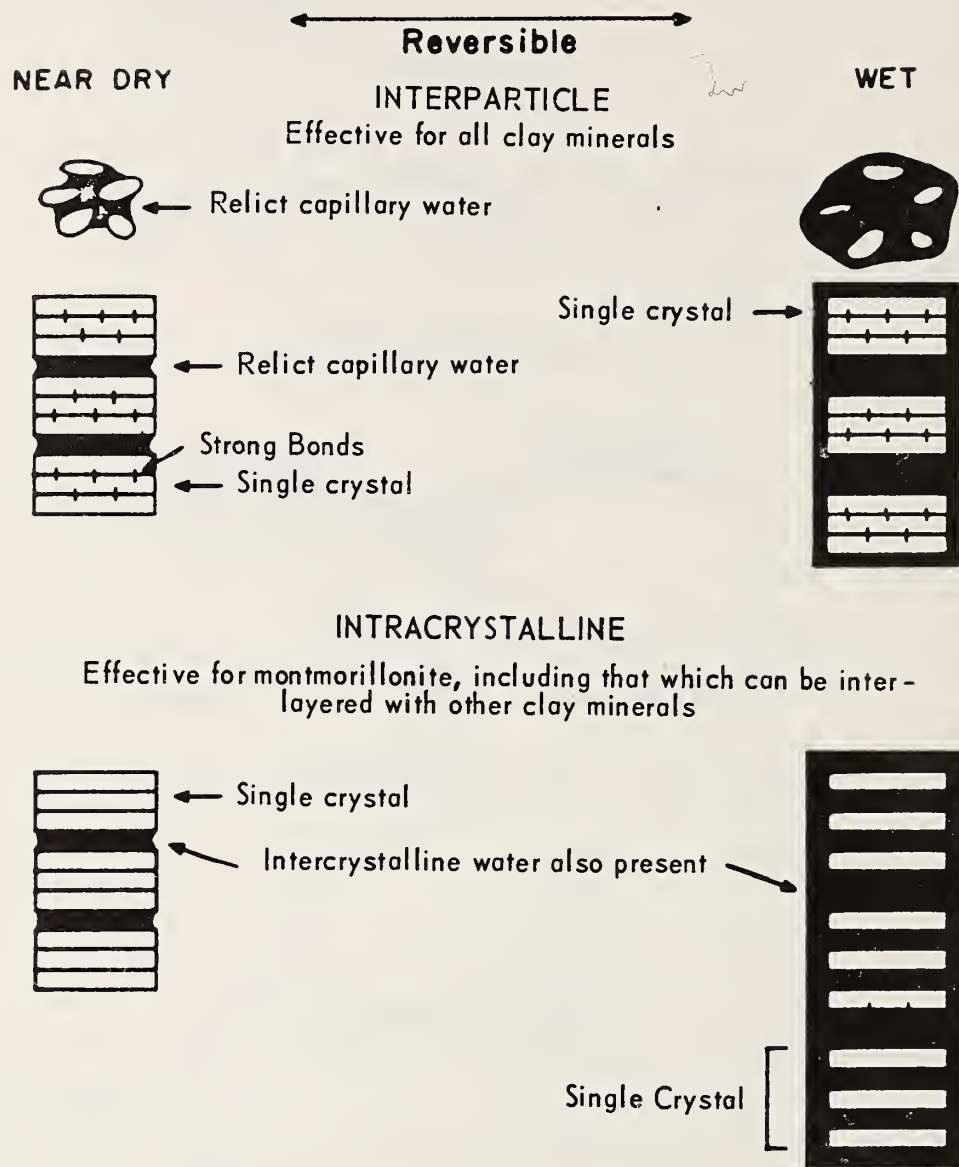 Reversible
NEAR DRY
WET
INTERPARTICLE
Effective for all clay minerals
Relict capillary water
Single crystal
Relict capillary water
Strong Bonds
Single crystal
INTRACRYSTALLINE
Effective for montmorillonite, including that which can be inter-
layered with other clay minerals
Single crystal
Intercrystalline water also present
Single Crystal